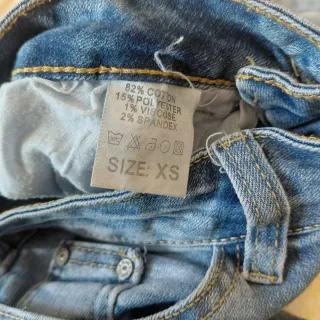 82% COTTON
15% POLYESTER
1% VISCOSE
2% SPANDEX
SIZE: XS